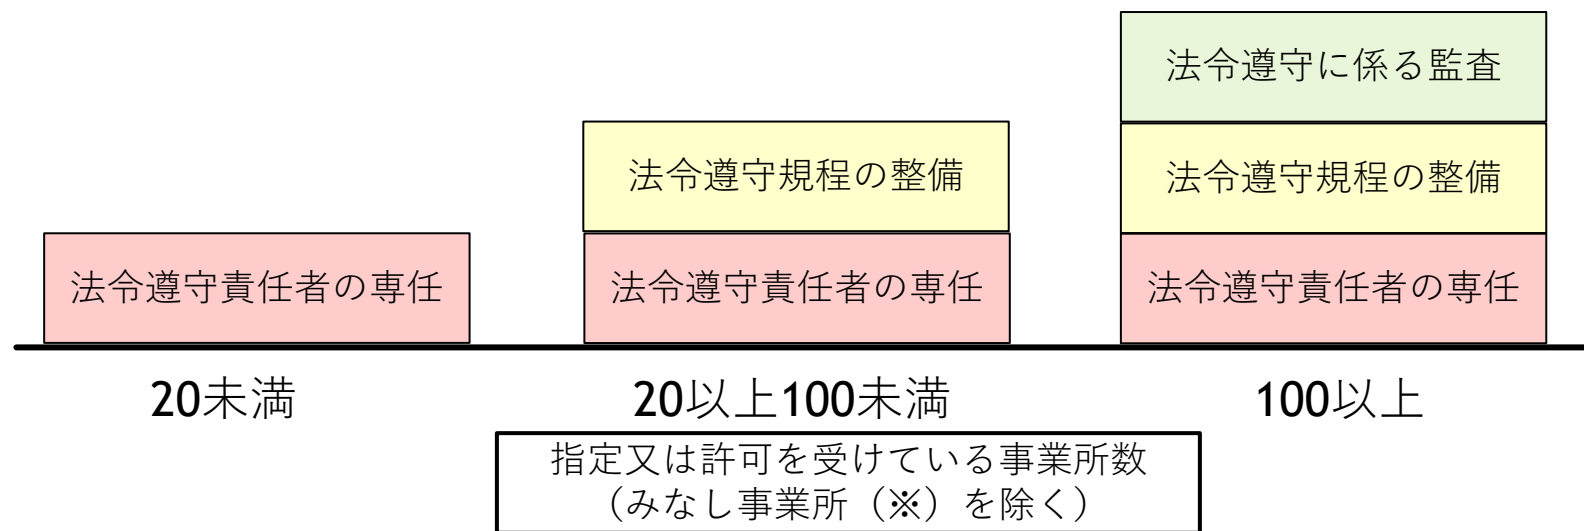 法令遵守に係る監査
法令遵守規程の整備
法令遵守規程の整備
法令遵守責任者の専任
法令遵守責任者の専任
法令遵守責任者の専任
20未満
20以上100未満
100以上
指定又は許可を受けている事業所数
（みなし事業所（※）を除く）